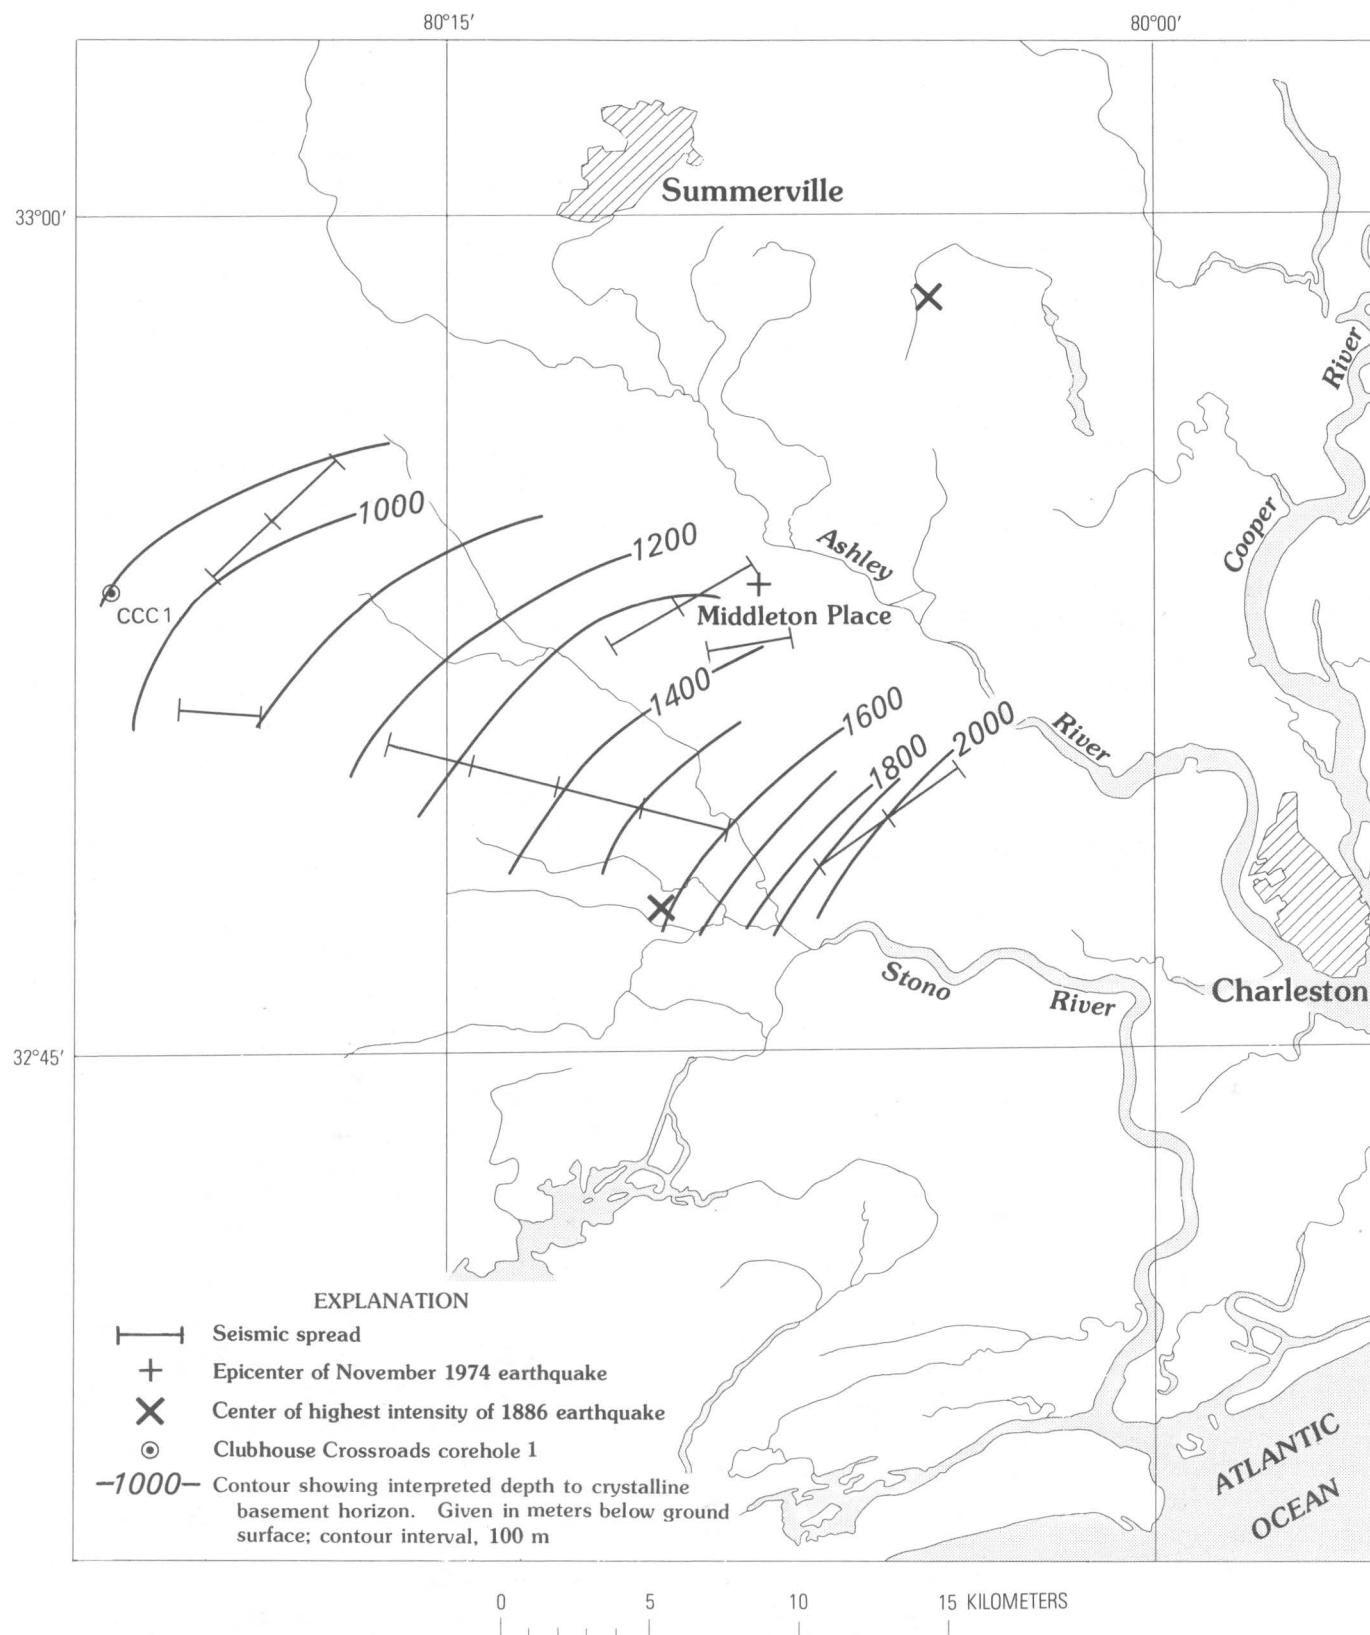 80°15′
80°00′
Summerville
33°00′
River
Cooper
1000
1200
Ashley
CCC 1
Middleton Place
1400
1600
1800
2000
River
Stono
River
Charleston
32°45′
EXPLANATION
Seismic spread
Epicenter of November 1974 earthquake
Center of highest intensity of 1886 earthquake
Clubhouse Crossroads corehole 1
—1000— Contour showing interpreted depth to crystalline
basement horizon. Given in meters below ground
surface; contour interval, 100 m
ATLANTIC
OCEAN
0 5 10 15 KILOMETERS